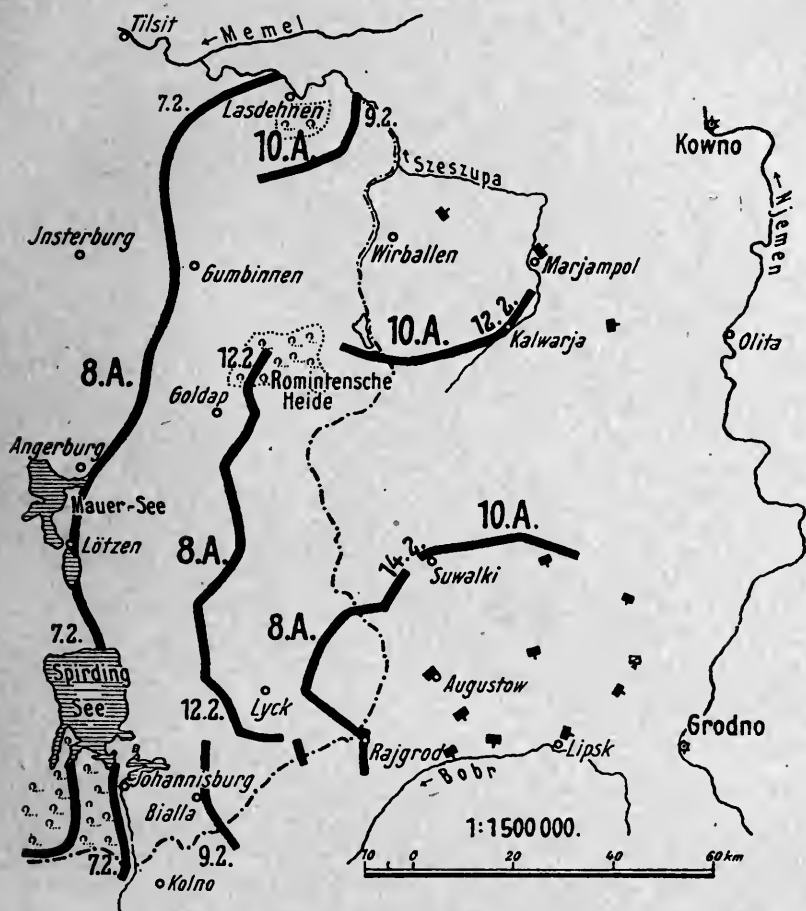 Tilsit
← Memel
7.2.
Lasdehnen
9.2.
10.A.
Kowno
Szeszupa
← Njemen
Jnsterburg
Gumbinnen
Wirballen
Marjampol
10.A.
12.2.
Kalwarja
Olita
8.A.
12.2.
Romintensche
Heide
Goldap
Angerburg
Mauer-See
Lötzen
8.A.
10.A.
14.2.
Suwalki
8.A.
7.2.
Spirding
See
12.2.
Lyck
Augustow
Rajgrod
Lipsk
Grodno
← Bobr
Johannisburg
Bialla
9.2.
7.2.
Kolno
1:1500000.
10 0 20 60 km